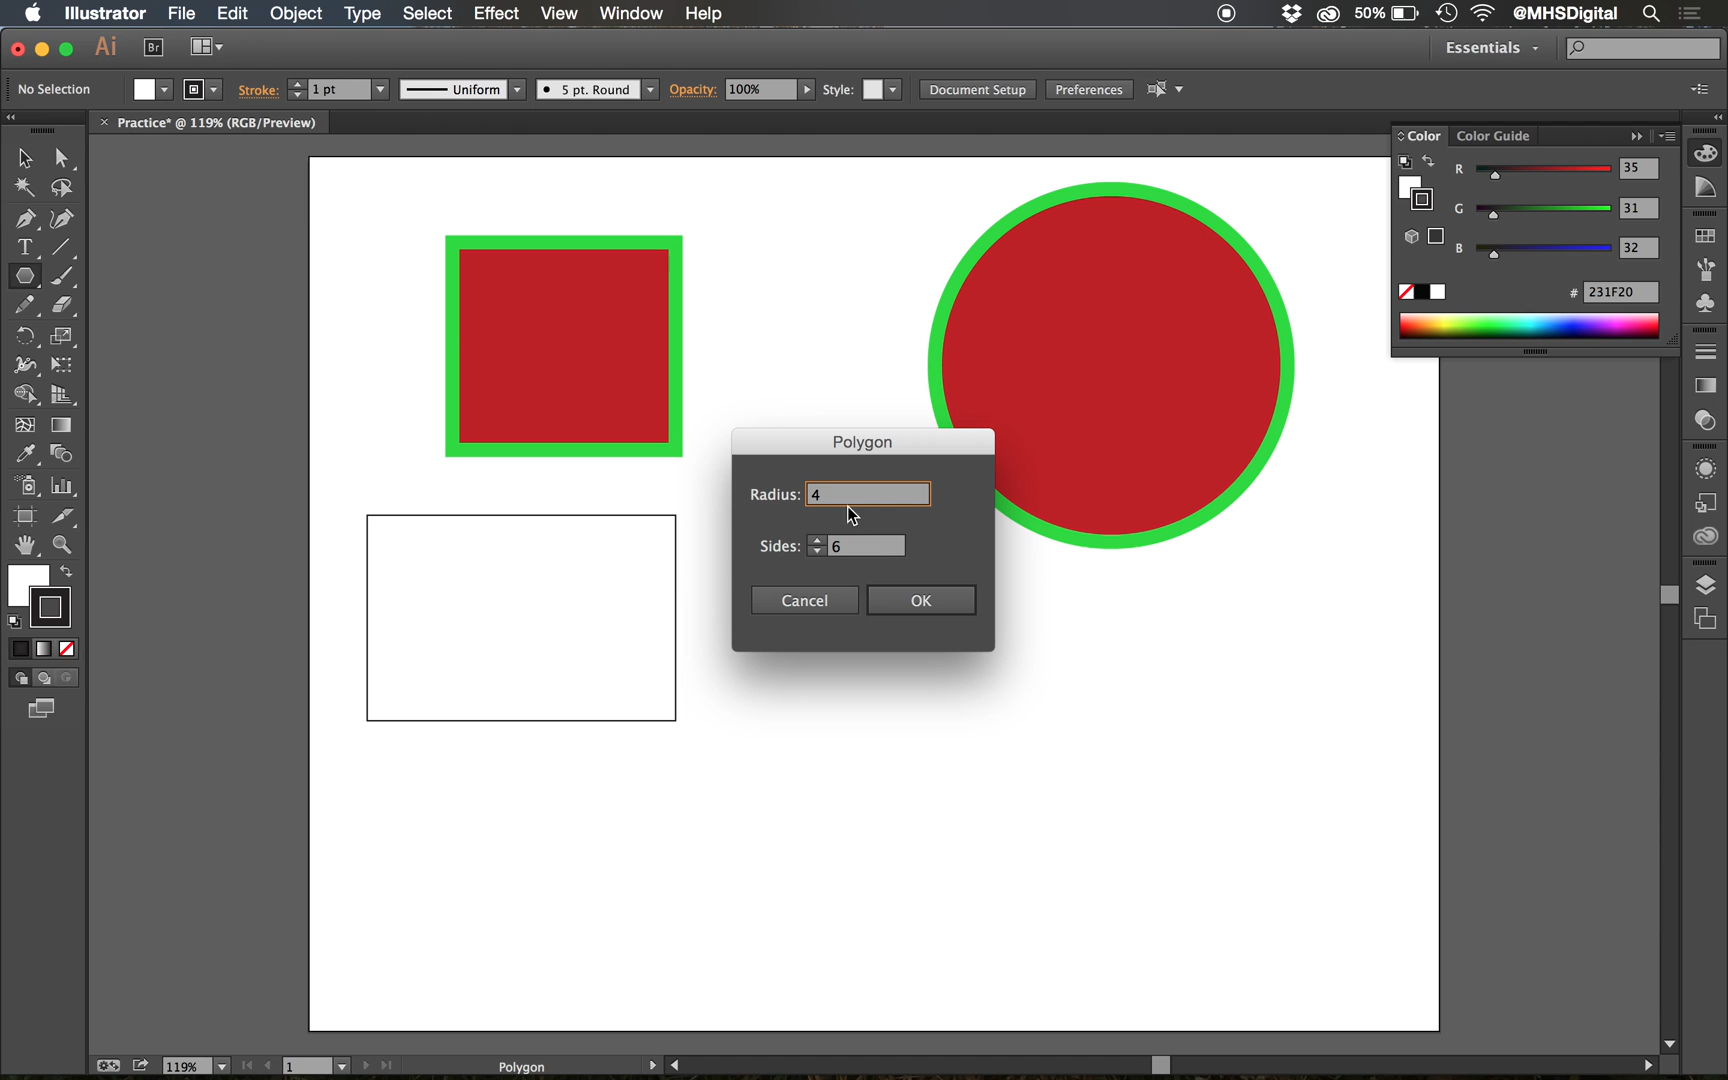 Illustrator File Edit Object Type Select Effect View Window Help 50% @MHSDigital
Ai Br Essentials
No Selection Stroke: 1 pt Uniform 5 pt. Round Opacity: 100% Style: Document Setup Preferences
× Practice* @ 119% (RGB/Preview)
Color Color Guide
R 35
G 31
B 32
# 231F20
T
Polygon
Radius: 4
Sides: 6
Cancel OK
119% 1 Polygon